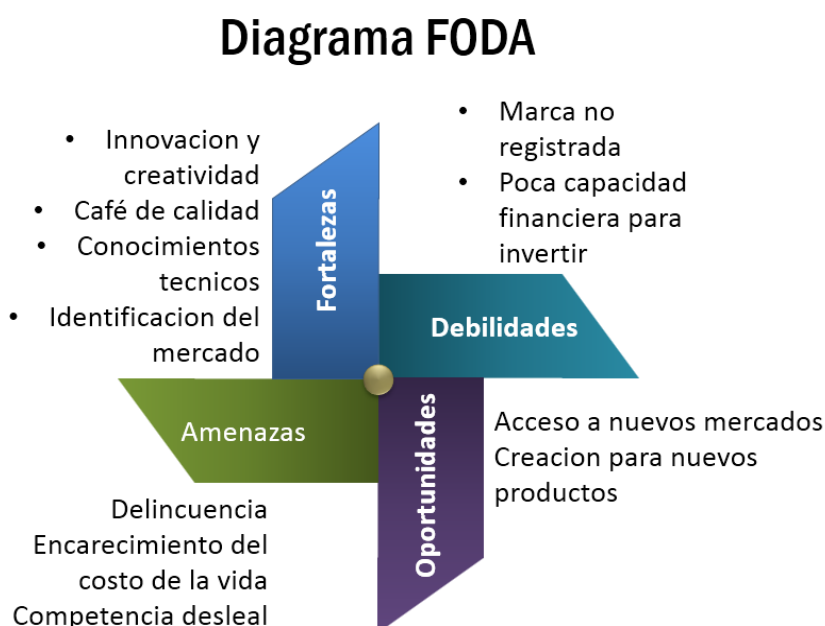 Diagrama FODA
• Innovacion y
creatividad
• Café de calidad
• Conocimientos
tecnicos
• Identificacion del
mercado
Fortalezas
• Marca no
registrada
• Poca capacidad
financiera para
invertir
Debilidades
Amenazas
Delincuencia
Encarecimiento del
costo de la vida
Competencia desleal
Oportunidades
Acceso a nuevos mercados
Creacion para nuevos
productos